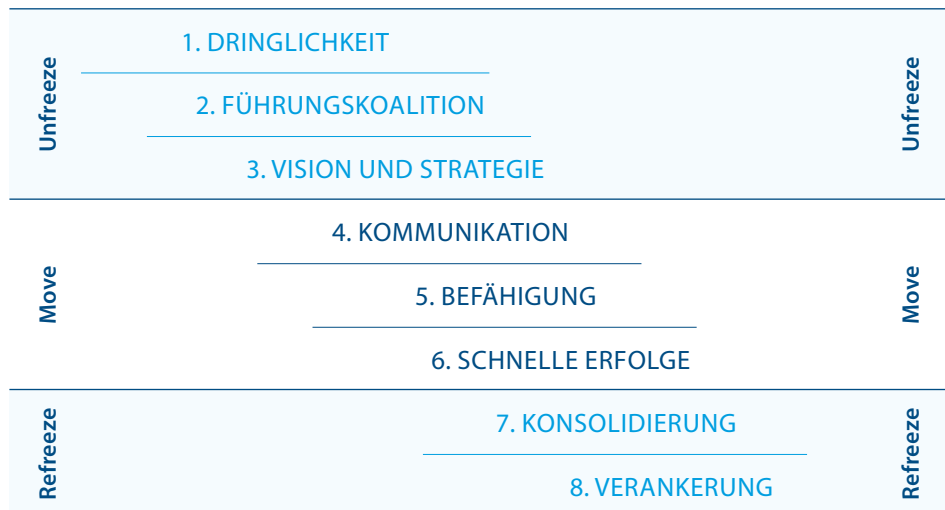 Unfreeze
1. DRINGLICHKEIT
2. FÜHRUNGSKOALITION
3. VISION UND STRATEGIE
Unfreeze
Move
4. KOMMUNIKATION
5. BEFÄHIGUNG
6. SCHNELLE ERFOLGE
Move
Refreeze
7. KONSOLIDIERUNG
8. VERANKERUNG
Refreeze